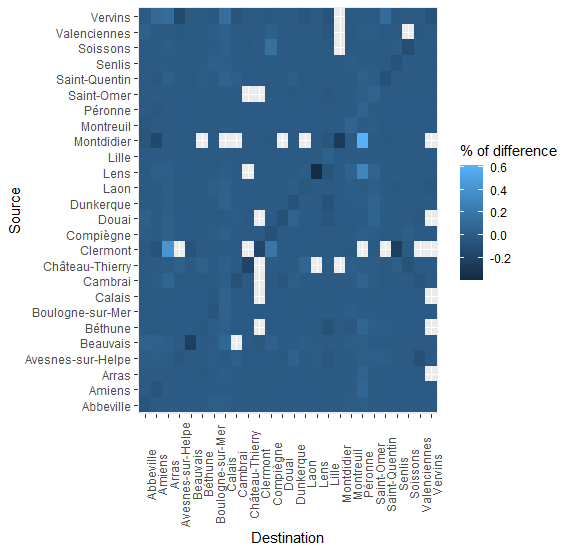 Vervins
Valenciennes
Soissons
Senlis
Saint-Quentin
Saint-Omer
Péronne
Montreuil
Montdidier
Lille
Lens
Laon
Dunkerque
Douai
Compiègne
Clermont
Château-Thierry
Cambrai
Calais
Boulogne-sur-Mer
Béthune
Beauvais
Avesnes-sur-Helpe
Arras
Amiens
Abbeville
Source
Abbeville
Amiens
Arras
Avesnes-sur-Helpe
Beauvais
Béthune
Boulogne-sur-Mer
Calais
Cambrai
Château-Thierry
Clermont
Compiègne
Douai
Dunkerque
Laon
Lens
Lille
Montdidier
Montreuil
Péronne
Saint-Omer
Saint-Quentin
Senlis
Soissons
Valenciennes
Vervins
Destination
% of difference
0.6
0.4
0.2
0.0
-0.2